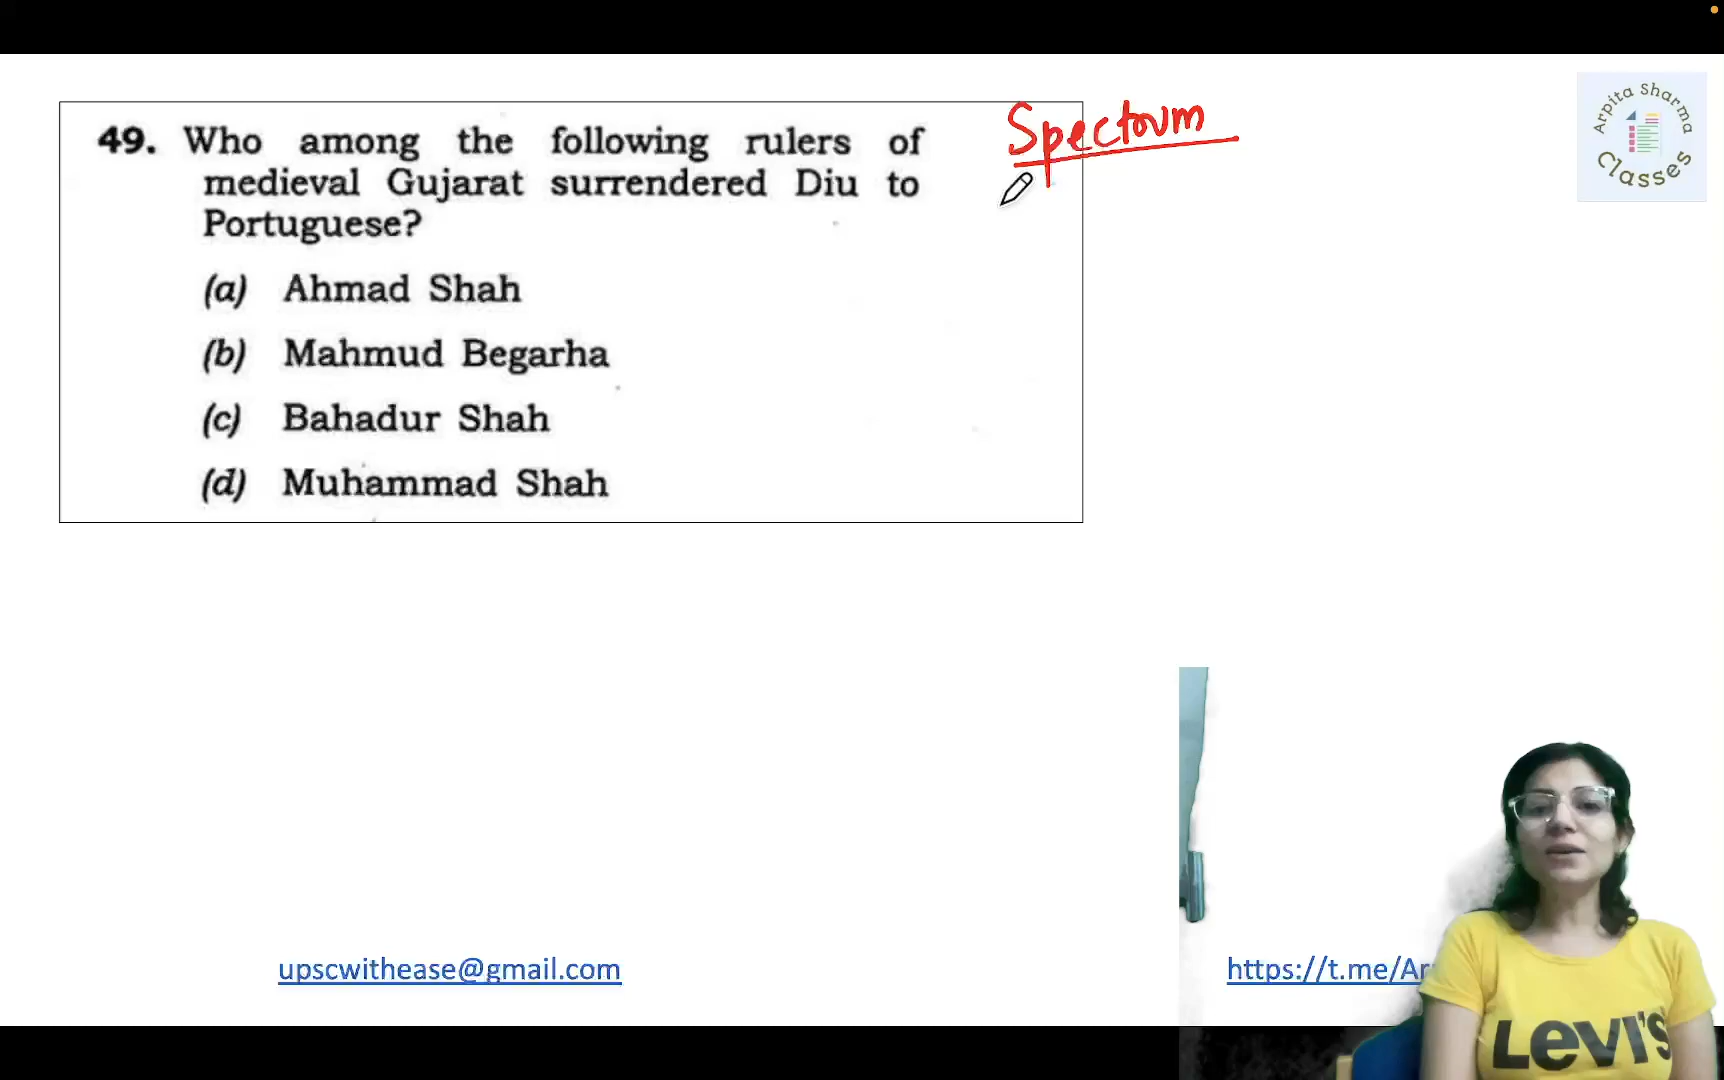 Spectrum
49. Who among the following rulers of
medieval Gujarat surrendered Diu to
Portuguese?
(a) Ahmad Shah
(b) Mahmud Begarha
(c) Bahadur Shah
(d) Muhammad Shah
Arpita Sharma
Classes
upscwithease@gmail.com
https://t.me/Ar
LEVI'S